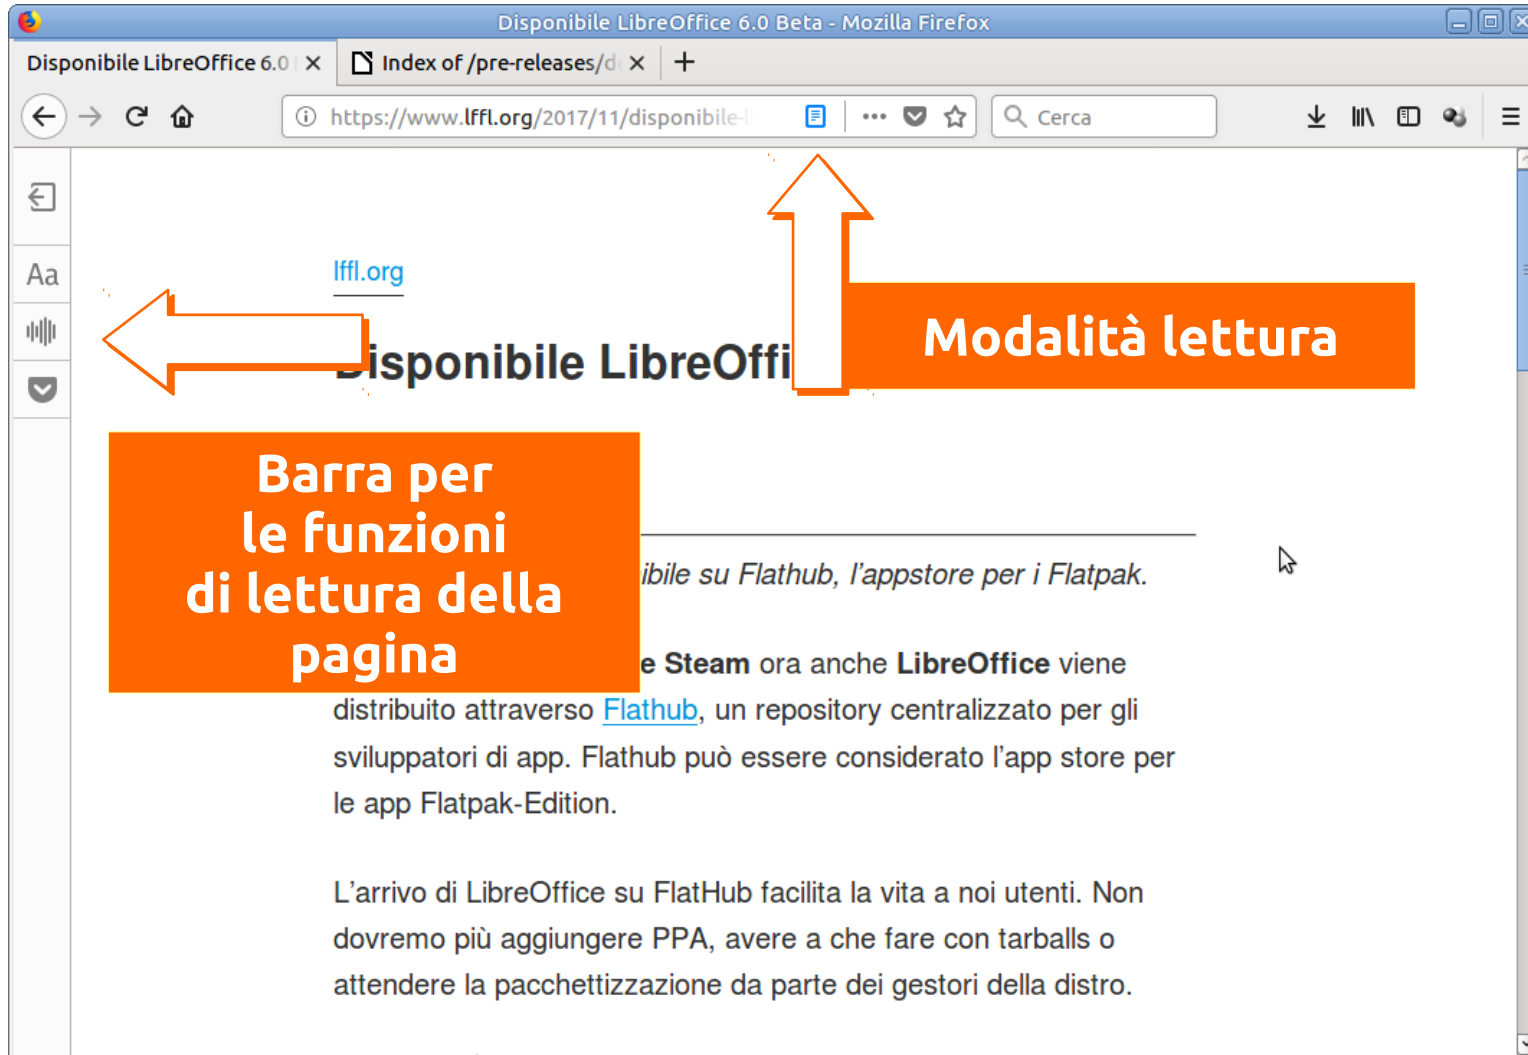 Disponibile LibreOffice 6.0 Beta - Mozilla Firefox
Disponibile LibreOffice 6.0
Index of /pre-releases/d
https://www.lffl.org/2017/11/disponibile-l
Cerca
Aa
lffl.org
Modalità lettura
Disponibile LibreOffi
Barra per
le funzioni
di lettura della
pagina
ibile su Flathub, l'appstore per i Flatpak.
e Steam ora anche LibreOffice viene
distribuito attraverso Flathub, un repository centralizzato per gli
sviluppatori di app. Flathub può essere considerato l'app store per
le app Flatpak-Edition.
L'arrivo di LibreOffice su FlatHub facilita la vita a noi utenti. Non
dovremo più aggiungere PPA, avere a che fare con tarballs o
attendere la pacchettizzazione da parte dei gestori della distro.